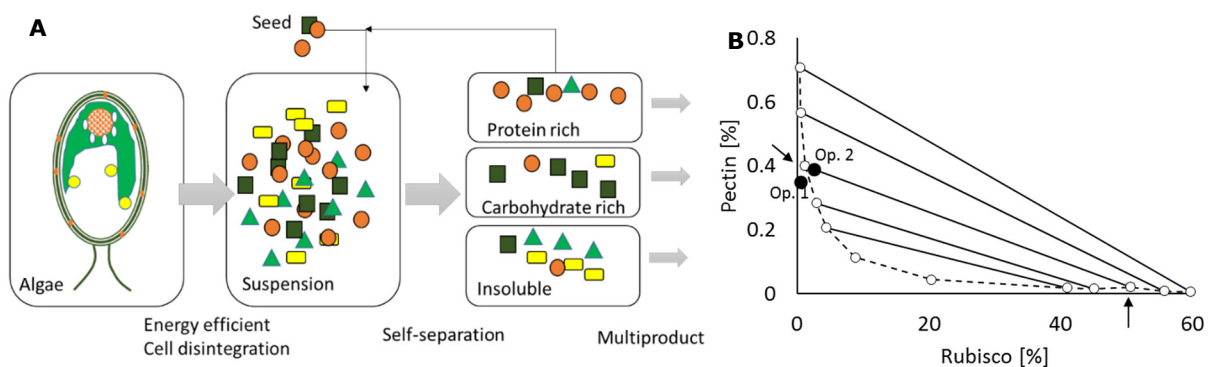 A
Seed
Algae
Suspension
Protein rich
Carbohydrate rich
Insoluble
Energy efficient
Cell disintegration
Self-separation
Multiproduct
B
Pectin [%]
0.8
0.6
0.4
0.2
0
Op. 2
Op. 1
0 20 40 60
Rubisco [%]